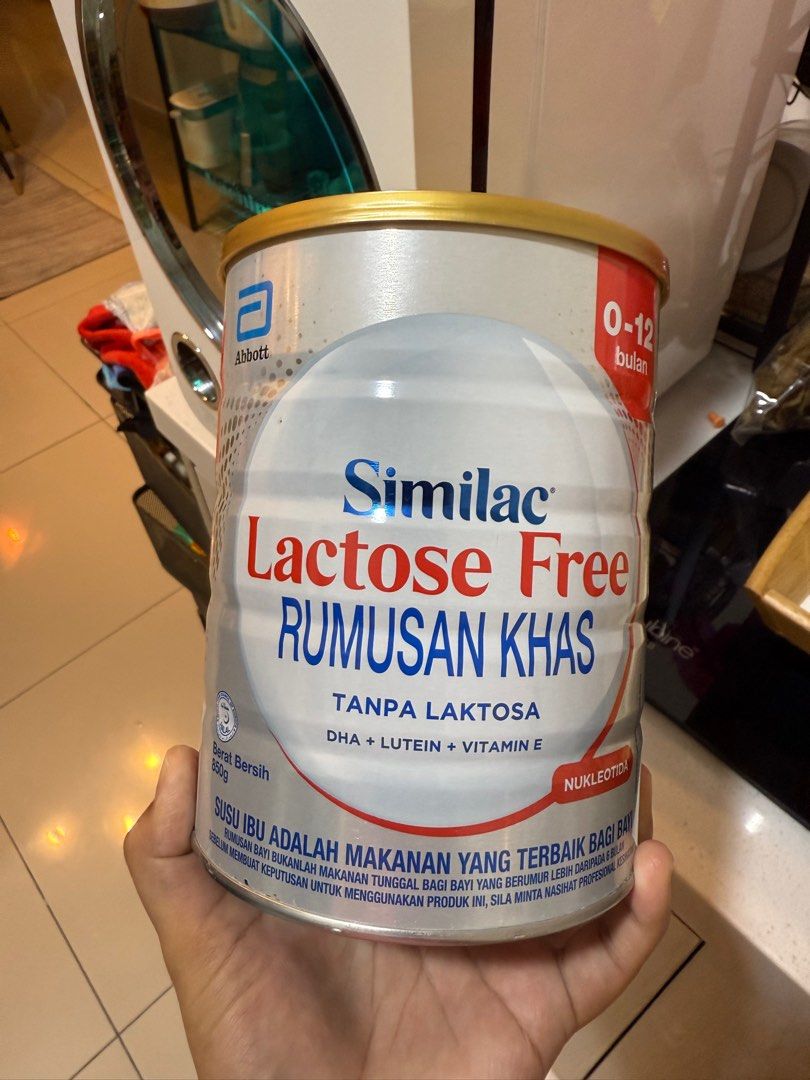 Abbott
0-12
bulan
Similac
Lactose Free
RUMUSAN KHAS
TANPA LAKTOSA
DHA + LUTEIN + VITAMIN E
NUKLEOTIDA
Berat Bersih
850g
SUSU IBU ADALAH MAKANAN YANG TERBAIK BAGI BAYI
RUMUSAN BAYI BUKANLAH MAKANAN TUNGGAL BAGI BAYI YANG BERUMUR LEBIH DARIPADA 6 BULAN
SEBELUM MEMBUAT KEPUTUSAN UNTUK MENGGUNAKAN PRODUK INI, SILA MINTA NASIHAT PROFESIONAL